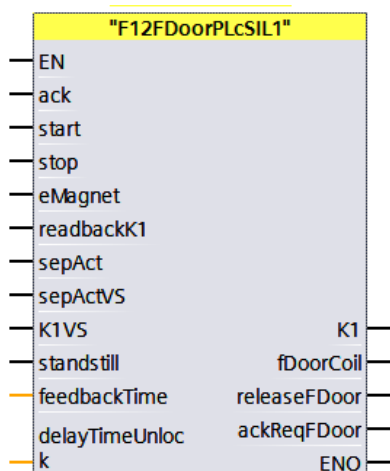 "F12FDoorPLcSIL1"
EN
ack
start
stop
eMagnet
readbackK1
sepAct
sepActVS
K1VS K1
standstill fDoorCoil
feedbackTime releaseFDoor
delayTimeUnloc ackReqFDoor
k ENO